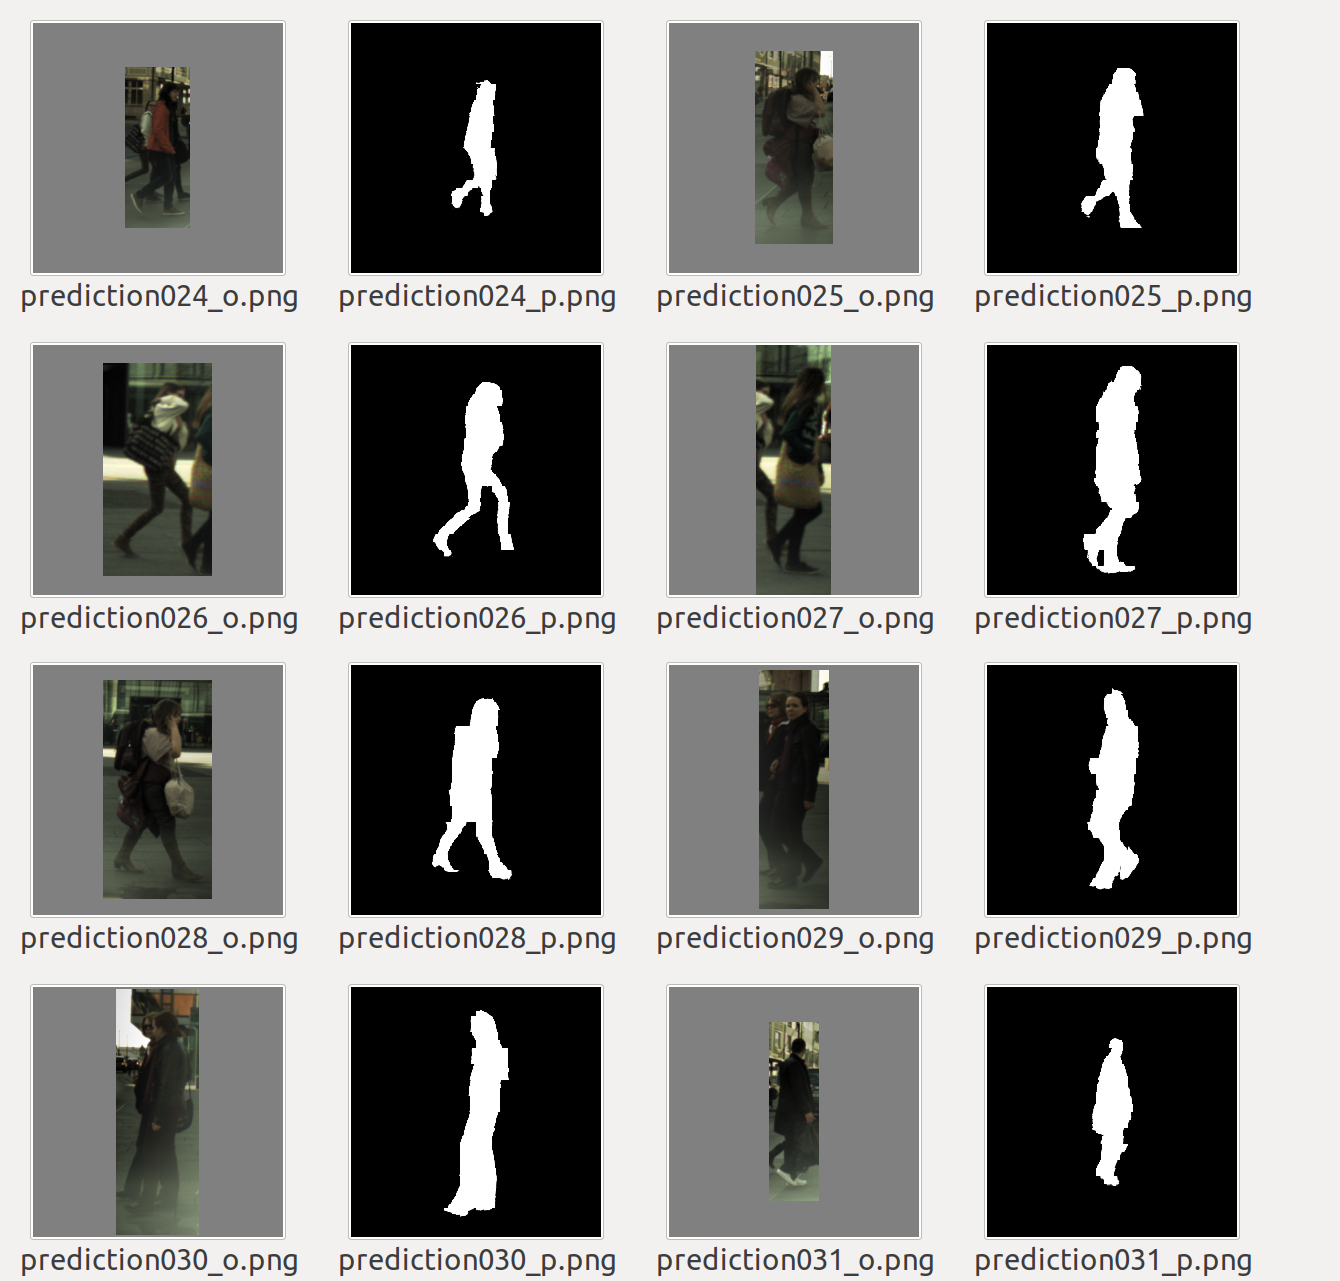 prediction024_o.png prediction024_p.png prediction025_o.png prediction025_p.png
prediction026_o.png prediction026_p.png prediction027_o.png prediction027_p.png
prediction028_o.png prediction028_p.png prediction029_o.png prediction029_p.png
prediction030_o.png prediction030_p.png prediction031_o.png prediction031_p.png